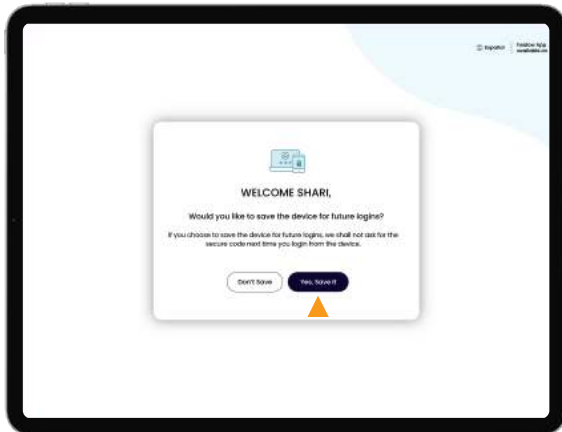 Español
WELCOME SHARI,
Would you like to save the device for future logins?
If you choose to save the device for future logins, we shall not ask for the
secure code next time you login from the device.
Don't Save
Yes, Save it